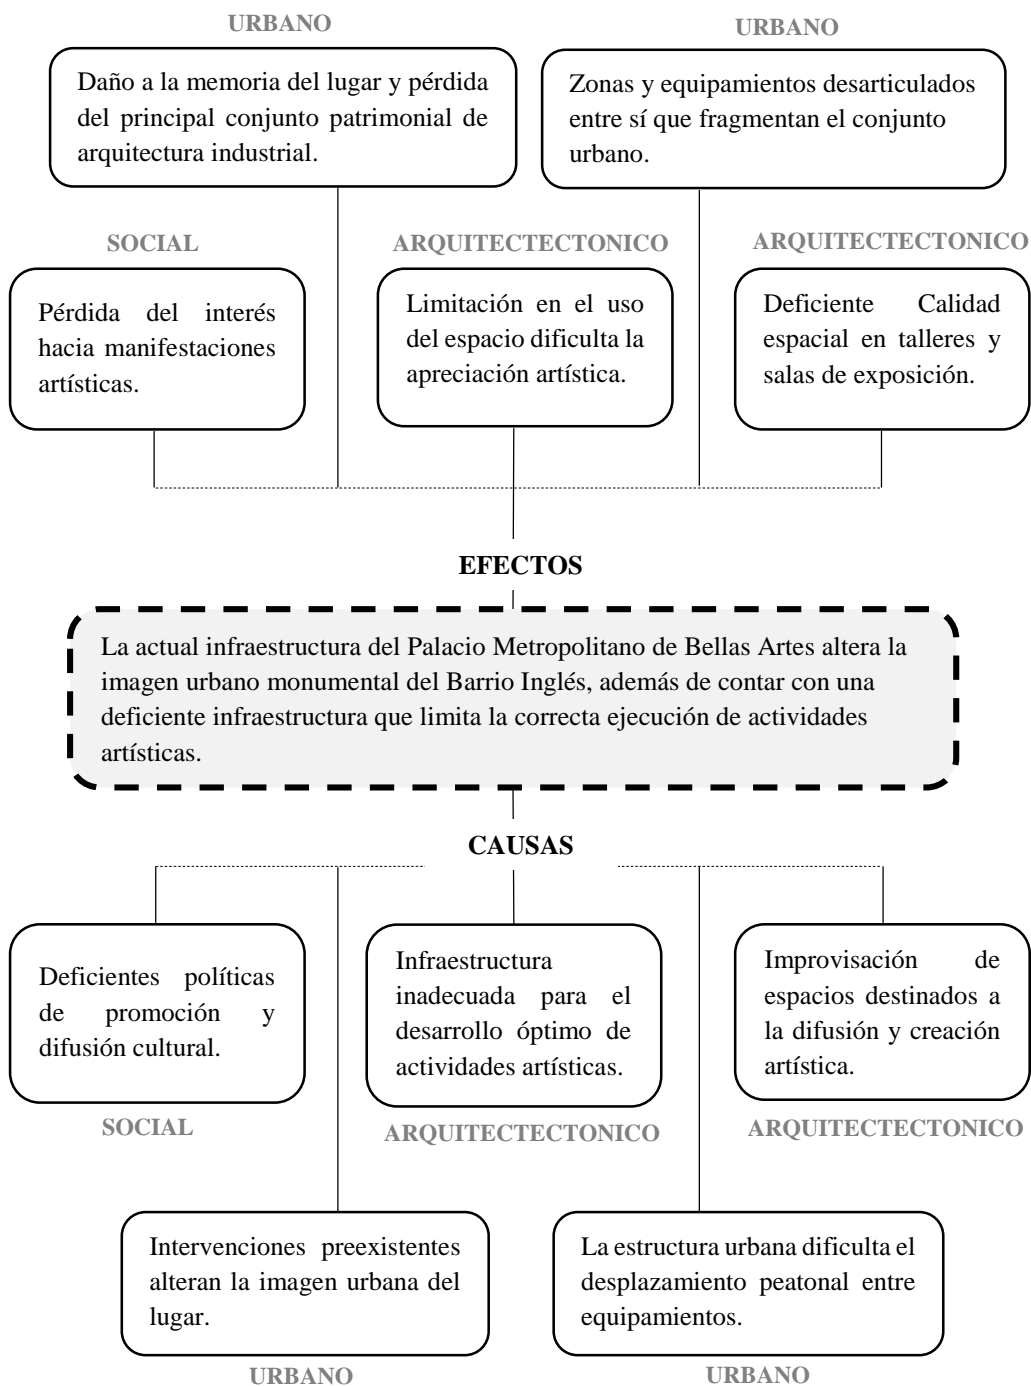 URBANO
URBANO
Daño a la memoria del lugar y pérdida
del principal conjunto patrimonial de
arquitectura industrial.
Zonas y equipamientos desarticulados
entre sí que fragmentan el conjunto
urbano.
SOCIAL
ARQUITECTECTONICO
ARQUITECTECTONICO
Pérdida del interés
hacia manifestaciones
artísticas.
Limitación en el uso
del espacio dificulta la
apreciación artística.
Deficiente Calidad
espacial en talleres y
salas de exposición.
EFECTOS
La actual infraestructura del Palacio Metropolitano de Bellas Artes altera la
imagen urbano monumental del Barrio Inglés, además de contar con una
deficiente infraestructura que limita la correcta ejecución de actividades
artísticas.
CAUSAS
Deficientes políticas
de promoción y
difusión cultural.
Infraestructura
inadecuada para el
desarrollo óptimo de
actividades artísticas.
Improvisación de
espacios destinados a
la difusión y creación
artística.
SOCIAL
ARQUITECTECTONICO
ARQUITECTECTONICO
Intervenciones preexistentes
alteran la imagen urbana del
lugar.
La estructura urbana dificulta el
desplazamiento peatonal entre
equipamientos.
URBANO
URBANO